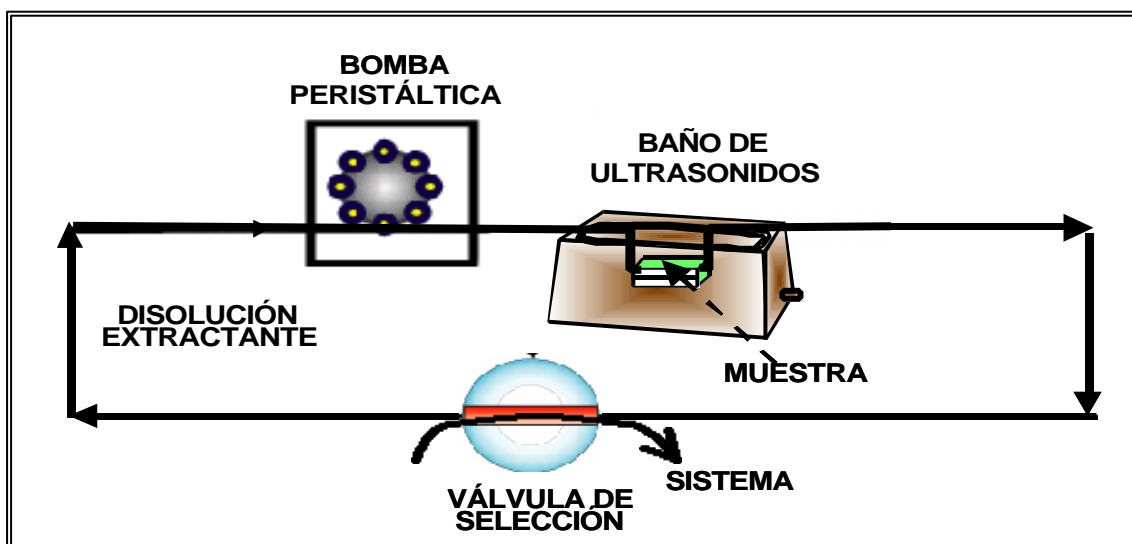 BOMBA
PERISTÁLTICA
BAÑO DE
ULTRASONIDOS
DISOLUCIÓN
EXTRACTANTE
MUESTRA
SISTEMA
VÁLVULA DE
SELECCIÓN